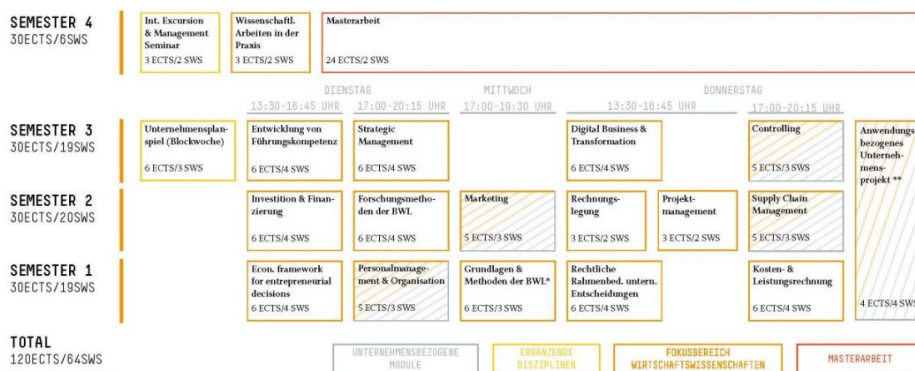 SEMESTER 4
30ECTS/6SWS
Int. Excursion
& Management
Seminar
3 ECTS/2 SWS
Wissenschaftl.
Arbeiten in der
Praxis
3 ECTS/2 SWS
Masterarbeit
24 ECTS/2 SWS
DIENSTAG
MITTWOCH
DONNERSTAG
13:30-16:45 UHR
17:00-20:15 UHR
17:00-19:30 UHR
13:30-16:45 UHR
17:00-20:15 UHR
SEMESTER 3
30ECTS/19SWS
Unternehmensplan-
spiel (Blockwoche)
6 ECTS/3 SWS
Entwicklung von
Führungskompetenz
6 ECTS/4 SWS
Strategic
Management
6 ECTS/4 SWS
Digital Business &
Transformation
6 ECTS/4 SWS
Controlling
5 ECTS/3 SWS
Anwendungs
bezogenes
Unterneh-
mens-
projekt **
4 ECTS/4 SWS
SEMESTER 2
30ECTS/20SWS
Investition & Finan-
zierung
6 ECTS/4 SWS
Forschungsmetho-
den der BWL
6 ECTS/4 SWS
Marketing
5 ECTS/3 SWS
Rechnungs-
legung
3 ECTS/2 SWS
Projekt-
management
3 ECTS/2 SWS
Supply Chain
Management
5 ECTS/3 SWS
SEMESTER 1
30ECTS/19SWS
Econ. framework
for entrepreneurial
decisions
6 ECTS/4 SWS
Personalmanage-
ment & Organisation
5 ECTS/3 SWS
Grundlagen &
Methoden der BWL*
6 ECTS/3 SWS
Rechtliche
Rahmenbed. untern.
Entscheidungen
6 ECTS/4 SWS
Kosten- &
Leistungsrechnung
6 ECTS/4 SWS
TOTAL
120ECTS/64SWS
UNTERNEHMENSBEZOGENE
MODULE
ERGÄNZENDE
DISZIPLINEN
FOKUSBEREICH
WIRTSCHAFTSWISSENSCHAFTEN
MASTERARBEIT